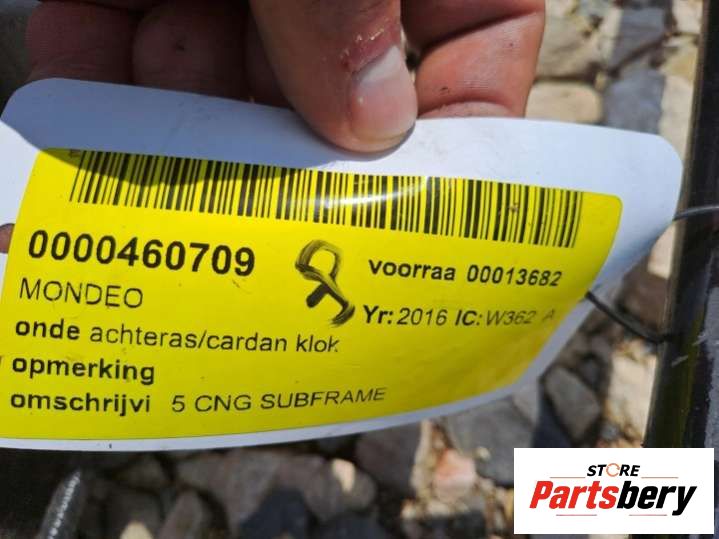 0000460709
voorraa 00013682
MONDEO
Yr: 2016 IC: W362 A
onde achteras/cardan klok
opmerking
omschrijvi 5 CNG SUBFRAME
STORE
Partsbery